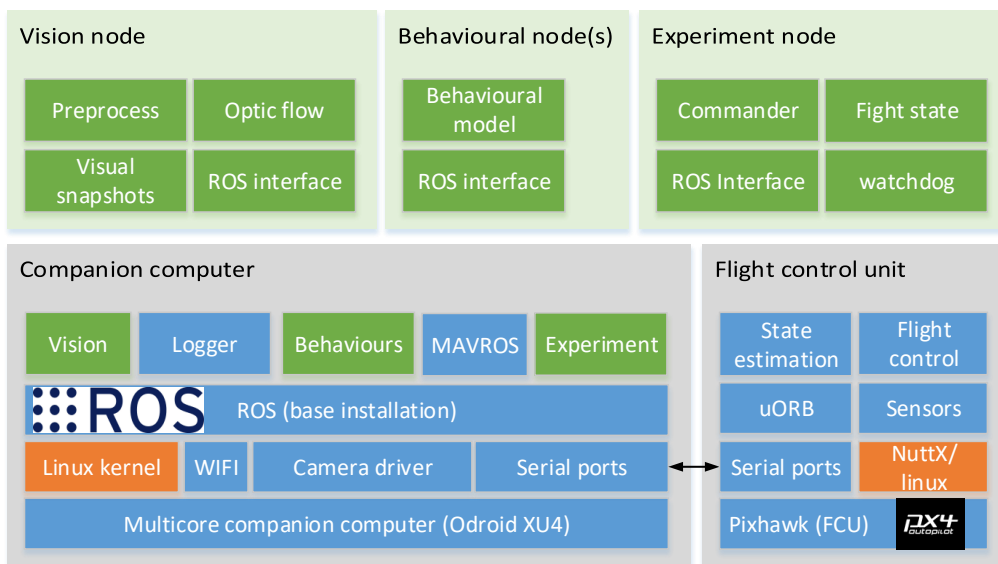 Vision node
Preprocess
Optic flow
Visual
snapshots
ROS interface
Behavioural node(s)
Behavioural
model
ROS interface
Experiment node
Commander
Fight state
ROS Interface
watchdog
Companion computer
Vision
Logger
Behaviours
MAVROS
Experiment
ROS
ROS (base installation)
Linux kernel
WIFI
Camera driver
Serial ports
Multicore companion computer (Odroid XU4)
Flight control unit
State
estimation
Flight
control
uORB
Sensors
Serial ports
NuttX/
linux
Pixhawk (FCU)
px4
autopilot